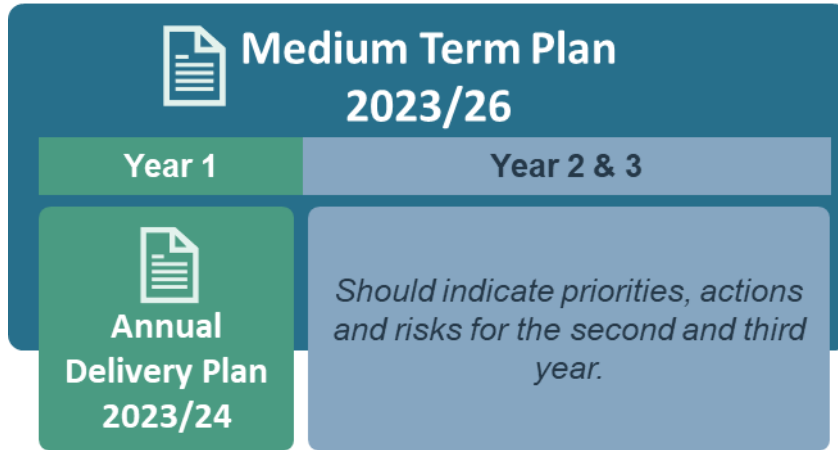 Medium Term Plan
2023/26
Year 1
Year 2 & 3
Annual
Delivery Plan
2023/24
Should indicate priorities, actions
and risks for the second and third
year.